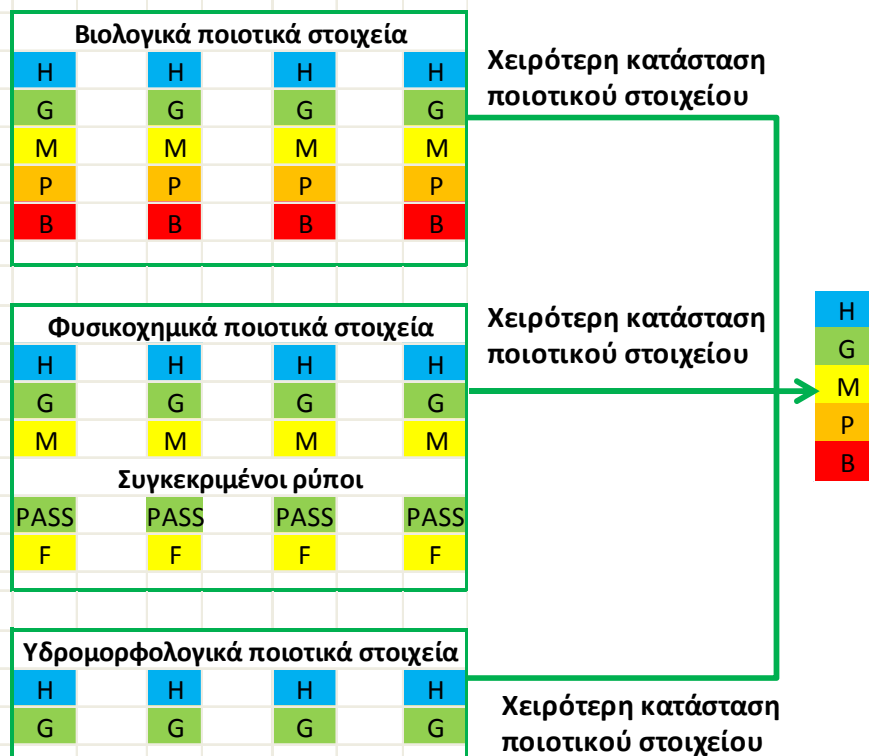 Βιολογικά ποιοτικά στοιχεία
H H H H
G G G G
M M M M
P P P P
B B B B
Χειρότερη κατάσταση
ποιοτικού στοιχείου
Φυσικοχημικά ποιοτικά στοιχεία
H H H H
G G G G
M M M M
Συγκεκριμένοι ρύποι
PASS PASS PASS PASS
F F F F
Χειρότερη κατάσταση
ποιοτικού στοιχείου
H
G
M
P
B
Υδρομορφολογικά ποιοτικά στοιχεία
H H H H
G G G G
Χειρότερη κατάσταση
ποιοτικού στοιχείου